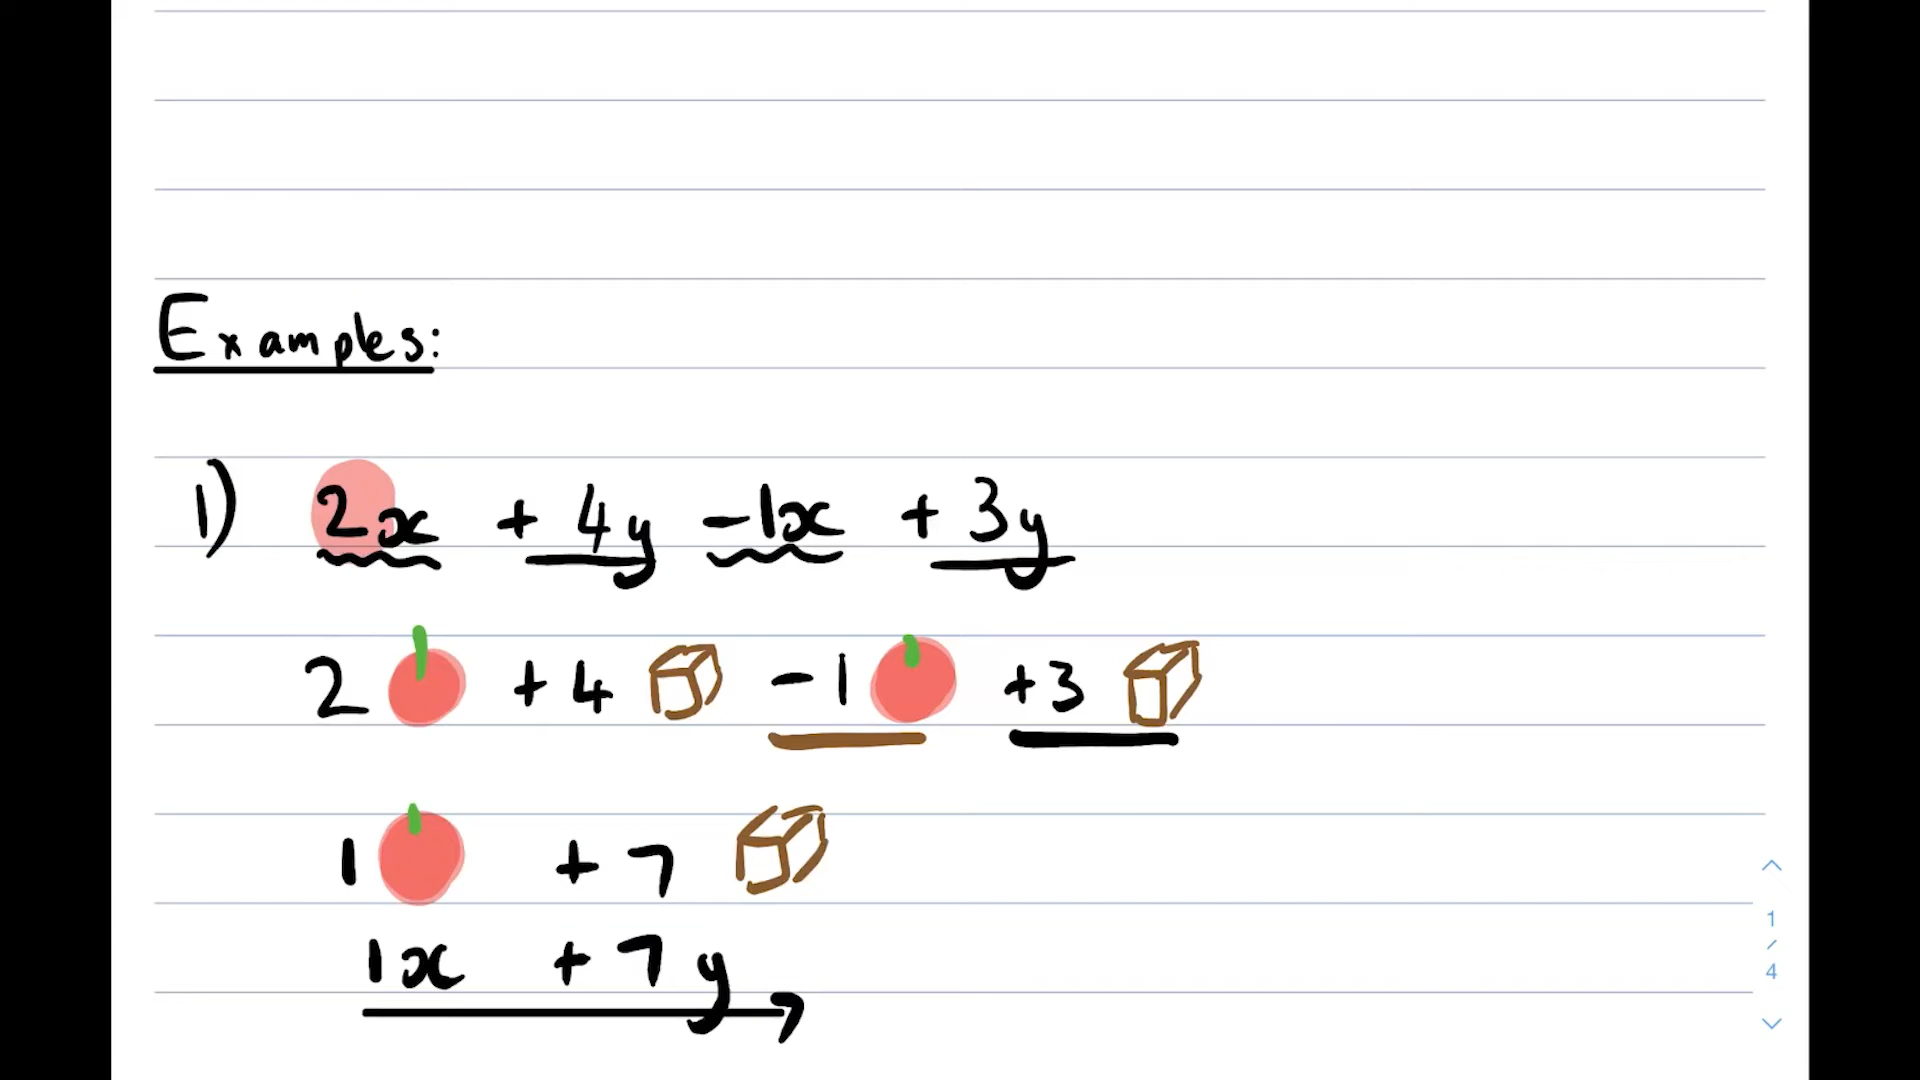 Examples:
1) 2x + 4y - 1x + 3y
2 + 4 - 1 + 3
1 + 7
1x + 7y
1
/
4